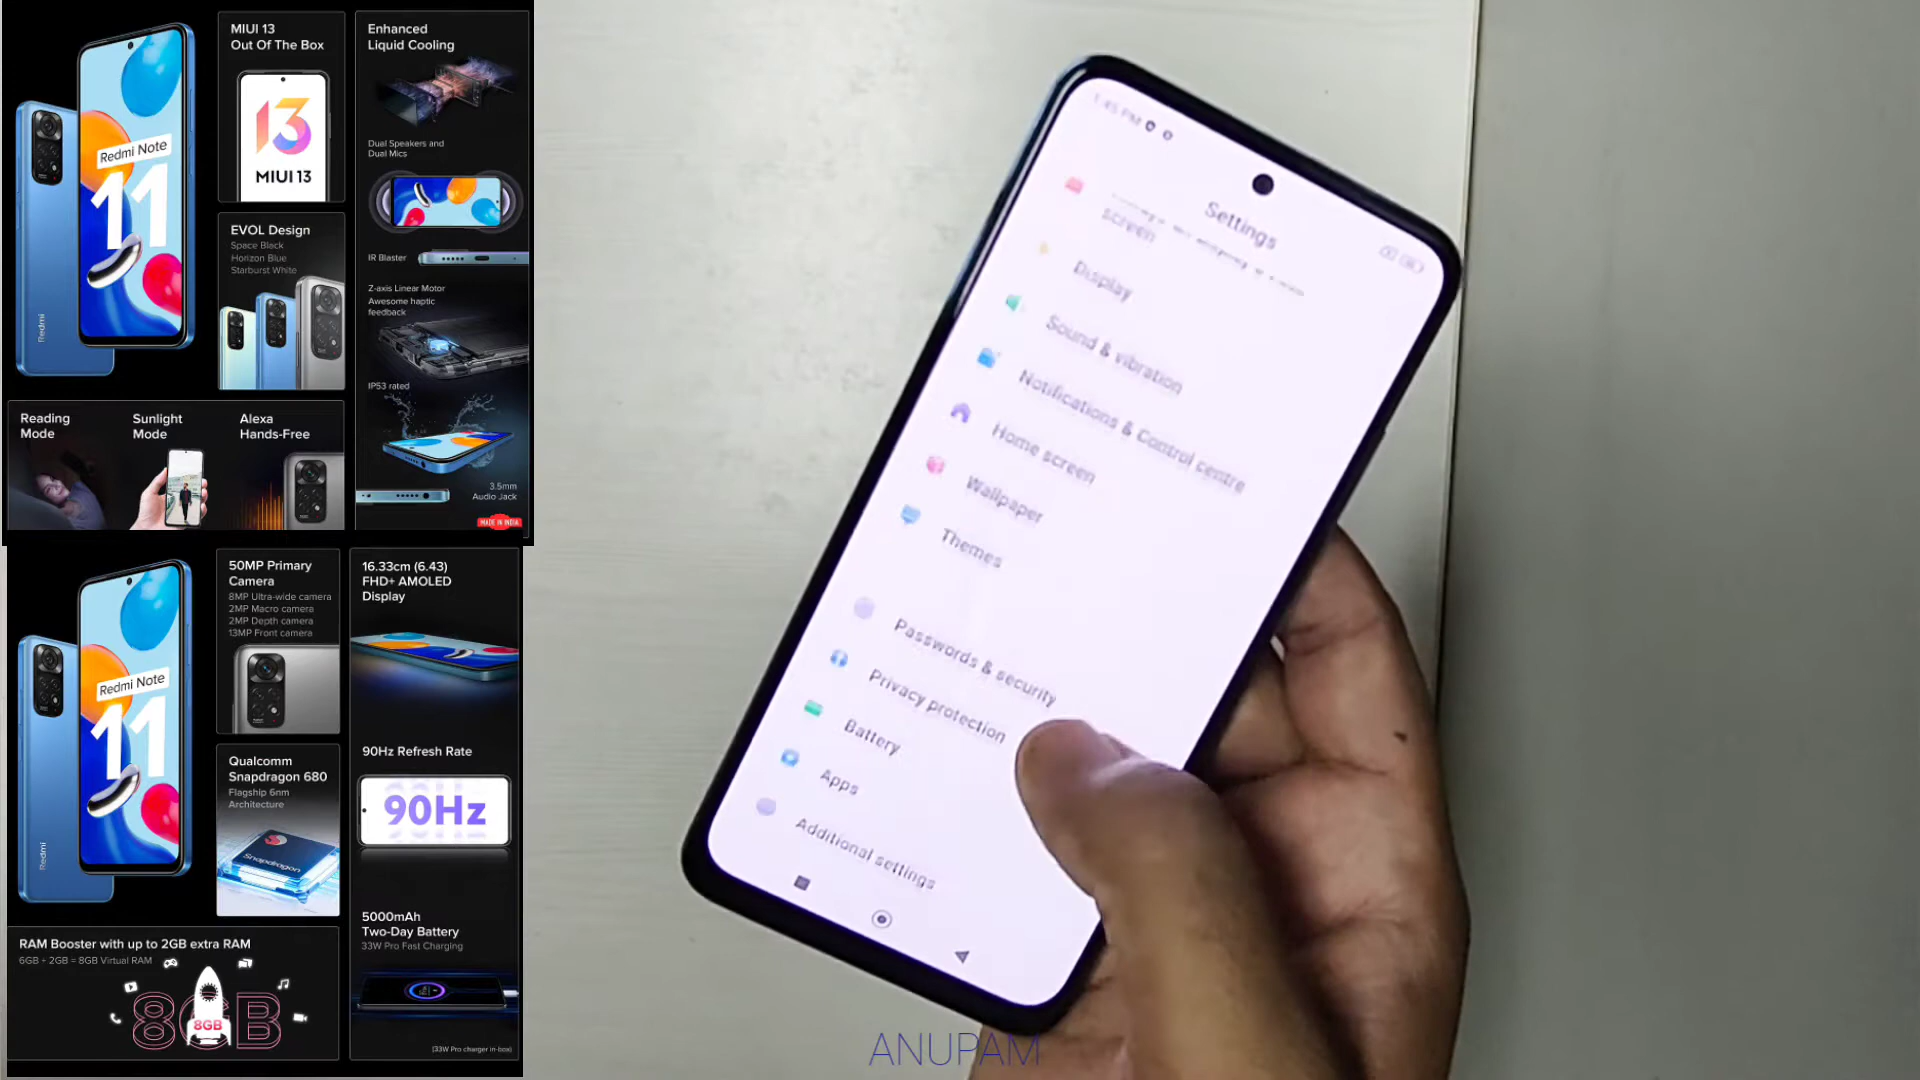 MIUI 13
Out Of The Box
13
MIUI 13
Enhanced
Liquid Cooling
Dual Speakers and
Dual Mics
IR Blaster
Z-axis Linear Motor
Awesome haptic
feedback
IP53 rated
3.5mm
Audio Jack
MADE IN INDIA
Redmi Note
11
Redmi
EVOL Design
Space Black
Horizon Blue
Starburst White
Reading
Mode
Sunlight
Mode
Alexa
Hands-Free
Redmi Note
11
Redmi
50MP Primary
Camera
8MP Ultra-wide camera
2MP Macro camera
2MP Depth camera
13MP Front camera
16.33cm (6.43)
FHD+ AMOLED
Display
Qualcomm
Snapdragon 680
Flagship 6nm
Architecture
Snapdragon
90Hz Refresh Rate
90Hz
5000mAh
Two-Day Battery
33W Pro Fast Charging
(33W Pro charger in-box)
RAM Booster with up to 2GB extra RAM
6GB + 2GB = 8GB Virtual RAM
8GB
8GB
1:45 PM
Settings
screen
Display
Sound & vibration
Notifications & Control centre
Home screen
Wallpaper
Themes
Passwords & security
Privacy protection
Battery
Apps
Additional settings
ANUPAM